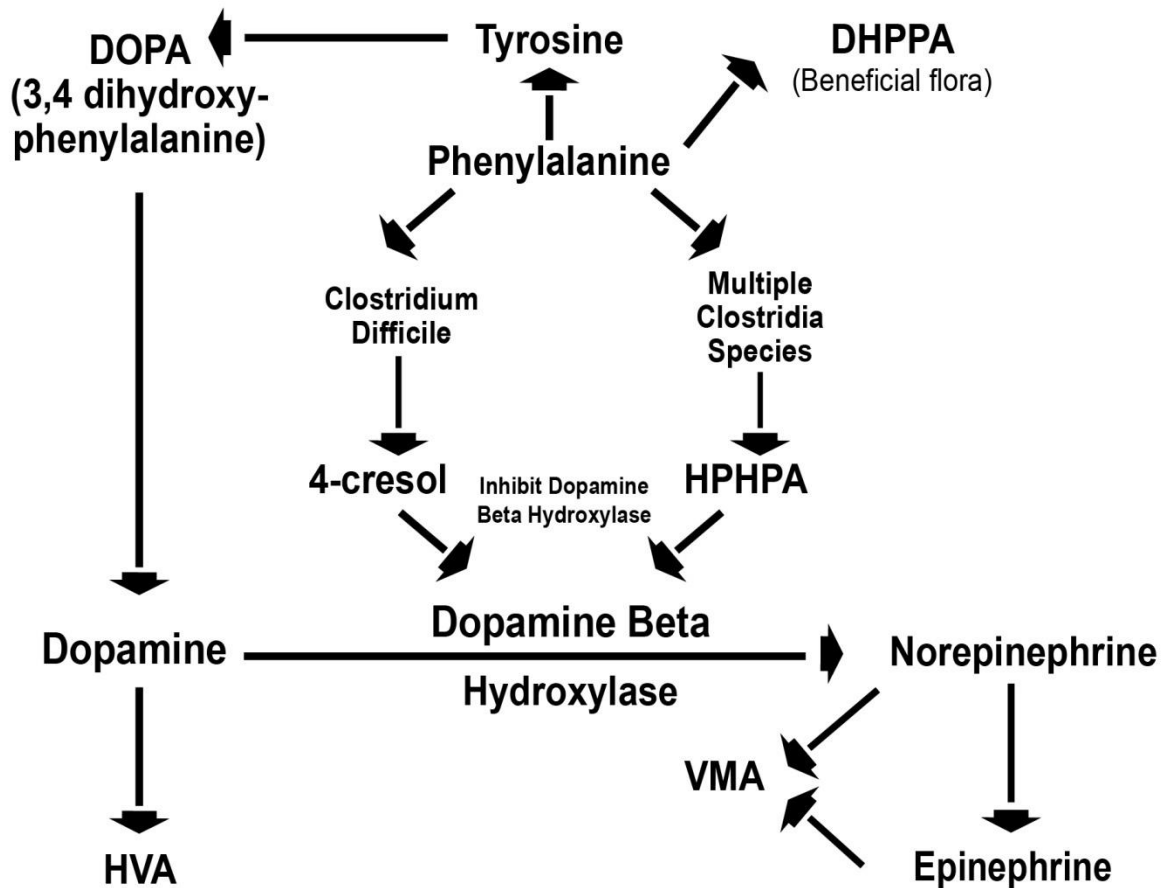 DOPA
(3,4 dihydroxy-
phenylalanine)
Tyrosine
DHPPA
(Beneficial flora)
Phenylalanine
Clostridium
Difficile
Multiple
Clostridia
Species
4-cresol
Inhibit Dopamine
Beta Hydroxylase
HPHPA
Dopamine
Dopamine Beta
Hydroxylase
Norepinephrine
VMA
HVA
Epinephrine